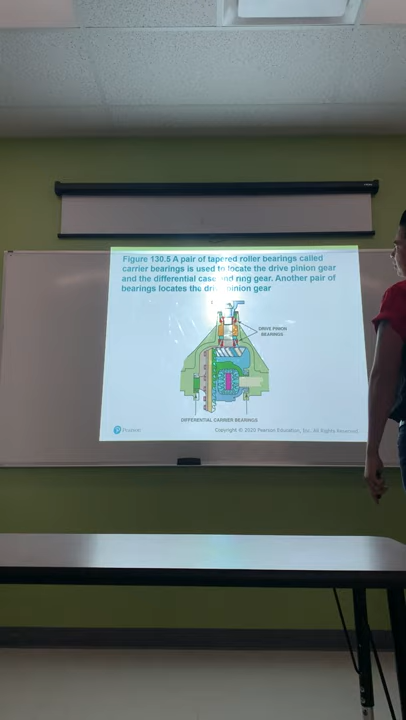 Figure 130.5 A pair of tapered roller bearings called
carrier bearings is used to locate the drive pinion gear
and the differential case and ring gear. Another pair of
bearings locates the drive pinion gear
DRIVE PINION
BEARINGS
DIFFERENTIAL CARRIER BEARINGS
Pearson
Copyright © 2020 Pearson Education, Inc. All Rights Reserved.